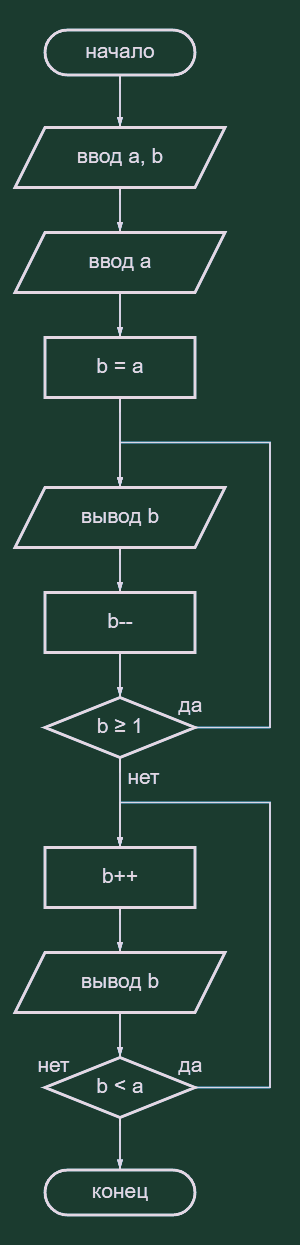 начало
ввод a, b
ввод a
b = a
вывод b
b--
b ≥ 1
да
нет
b++
вывод b
нет
да
b < a
конец